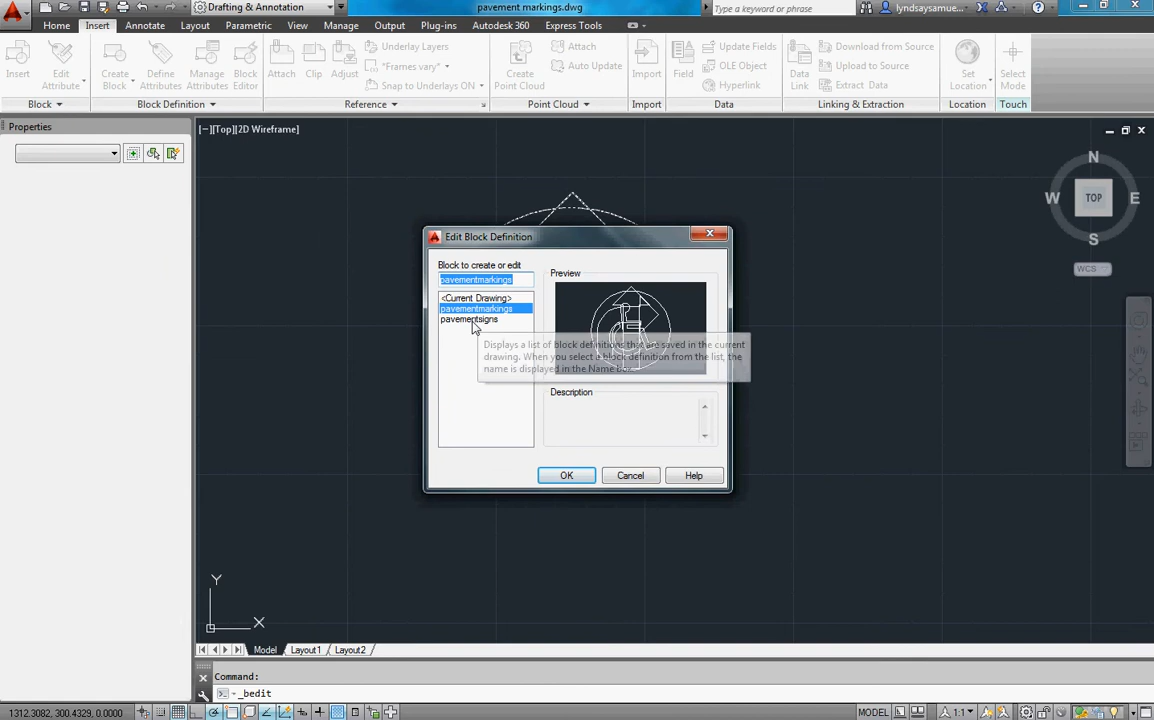 Drafting & Annotation
pavement markings.dwg
Type a keyword or phrase
lyndsaysamue...
Home Insert Annotate Layout Parametric View Manage Output Plug-ins Autodesk 360 Express Tools
Insert
Edit Attribute
Create Block
Define Attributes
Manage Attributes
Block Editor
Attach
Clip
Adjust
Underlay Layers
*Frames vary*
Snap to Underlays ON
Create Point Cloud
Attach
Auto Update
Import
Field
Update Fields
OLE Object
Hyperlink
Data Link
Download from Source
Upload to Source
Extract Data
Set Location
Select Mode
Block Block Definition Reference Point Cloud Import Data Linking & Extraction Location Touch
Properties
[−][Top][2D Wireframe]
N
W TOP E
S
WCS
Edit Block Definition
Block to create or edit
pavementmarkings
<Current Drawing>
pavementmarkings
pavementsigns
Preview
Displays a list of block definitions that are saved in the current
drawing. When you select a block definition from the list, the
name is displayed in the Name Box.
Description
OK Cancel Help
Y
X
Model Layout1 Layout2
Command:
_bedit
1312.3082, 300.4329, 0.0000
MODEL 1:1